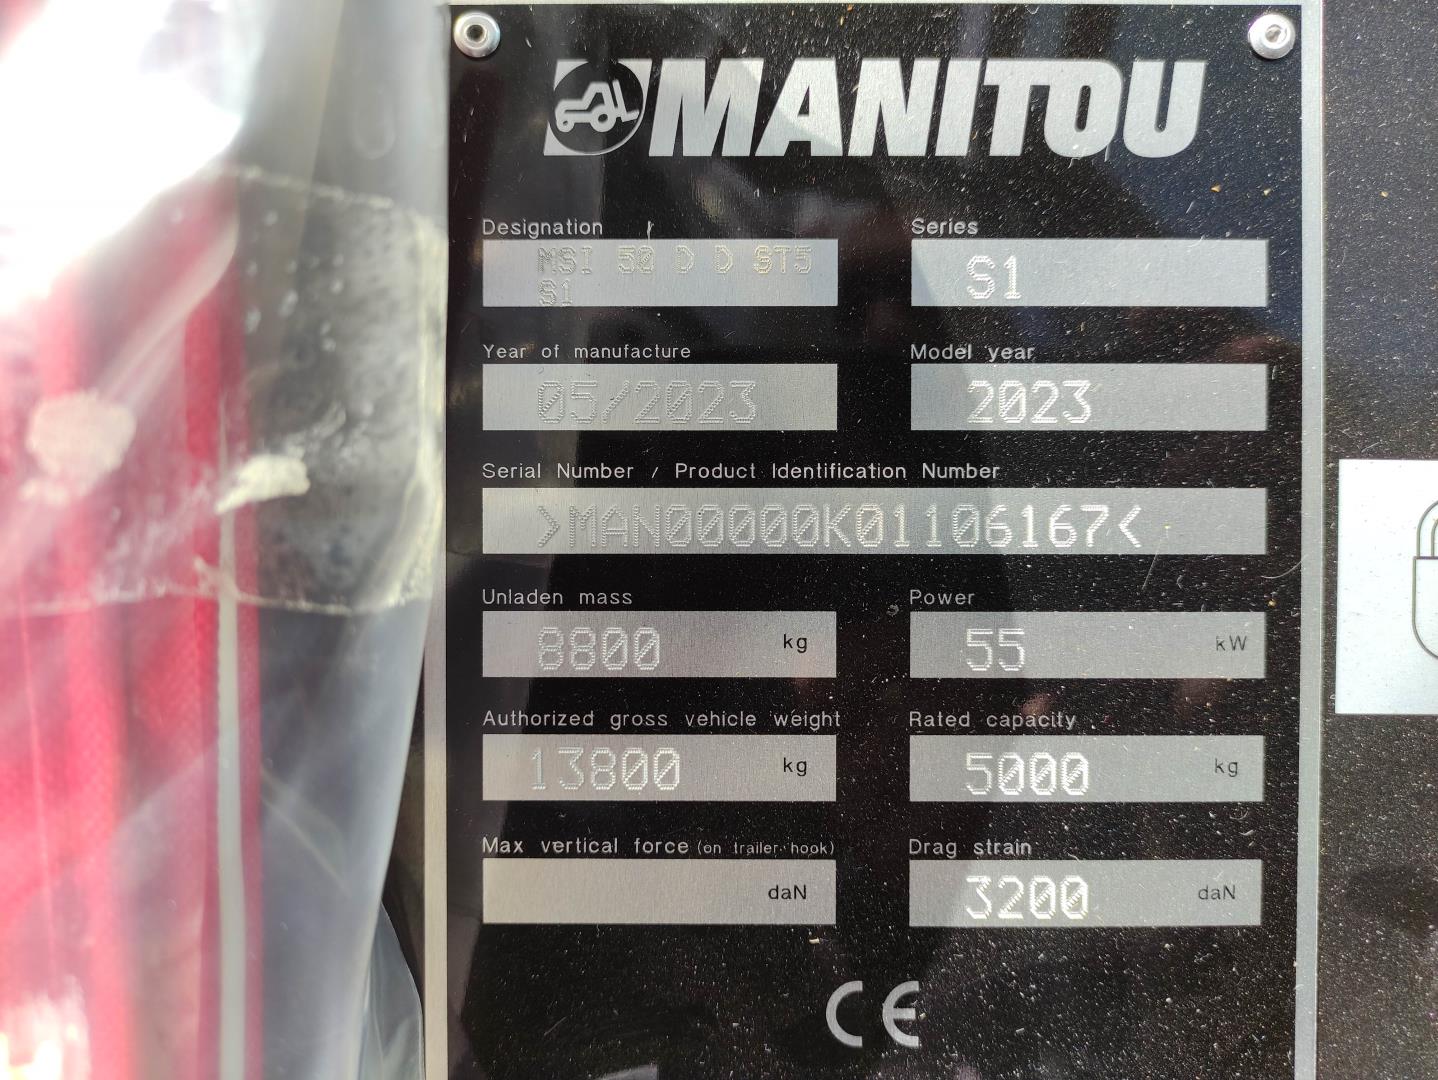 MANITOU
Designation
Series
MSI 50 D D ST5
S1
S1
Year of manufacture
Model year
05/2023
2023
Serial Number / Product Identification Number
>MAN00000K01106167<
Unladen mass
Power
8800 kg
55 kW
Authorized gross vehicle weight
Rated capacity
13800 kg
5000 kg
Max vertical force (on trailer hook)
Drag strain
daN
3200 daN
CE